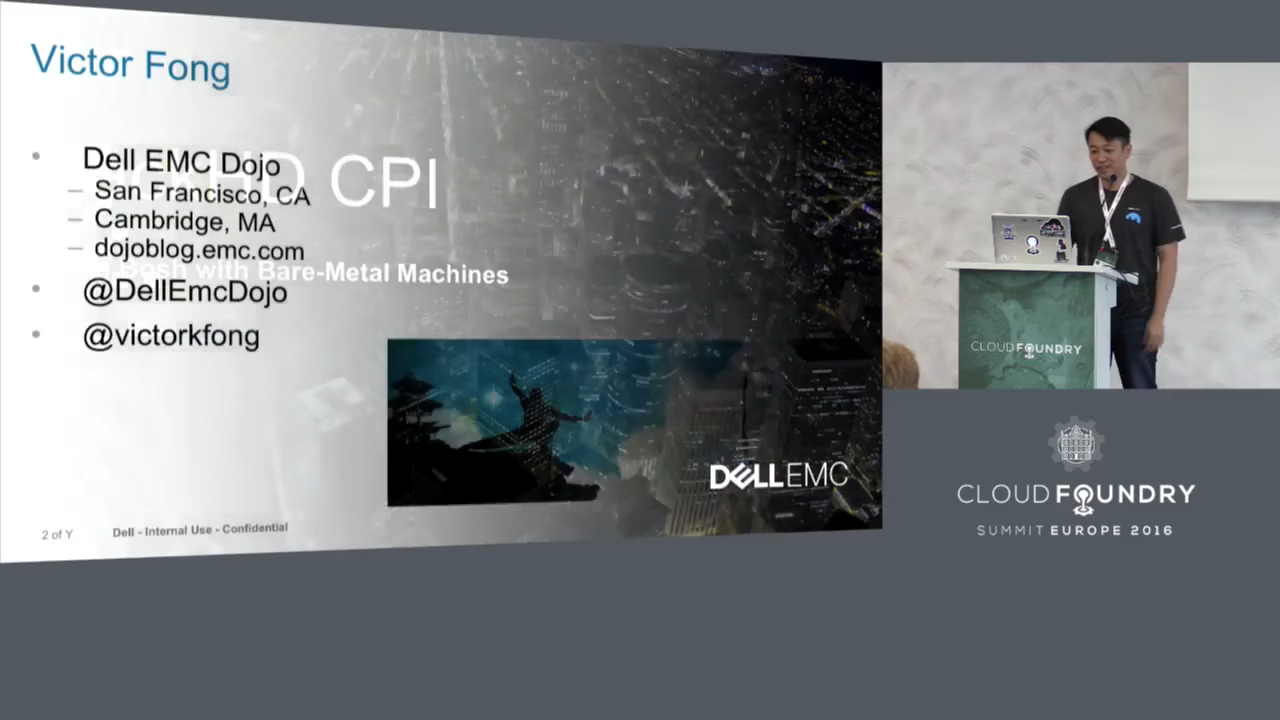 Victor Fong
Dell EMC Dojo
HD CPI
San Francisco, CA
Cambridge, MA
dojoblog.emc.com
Bosh with Bare-Metal Machines
@DellEmcDojo
@victorkfong
DELLEMC
2 of Y
Dell - Internal Use - Confidential
CLOUD FOUNDRY
CLOUD FOUNDRY
SUMMIT EUROPE 2016